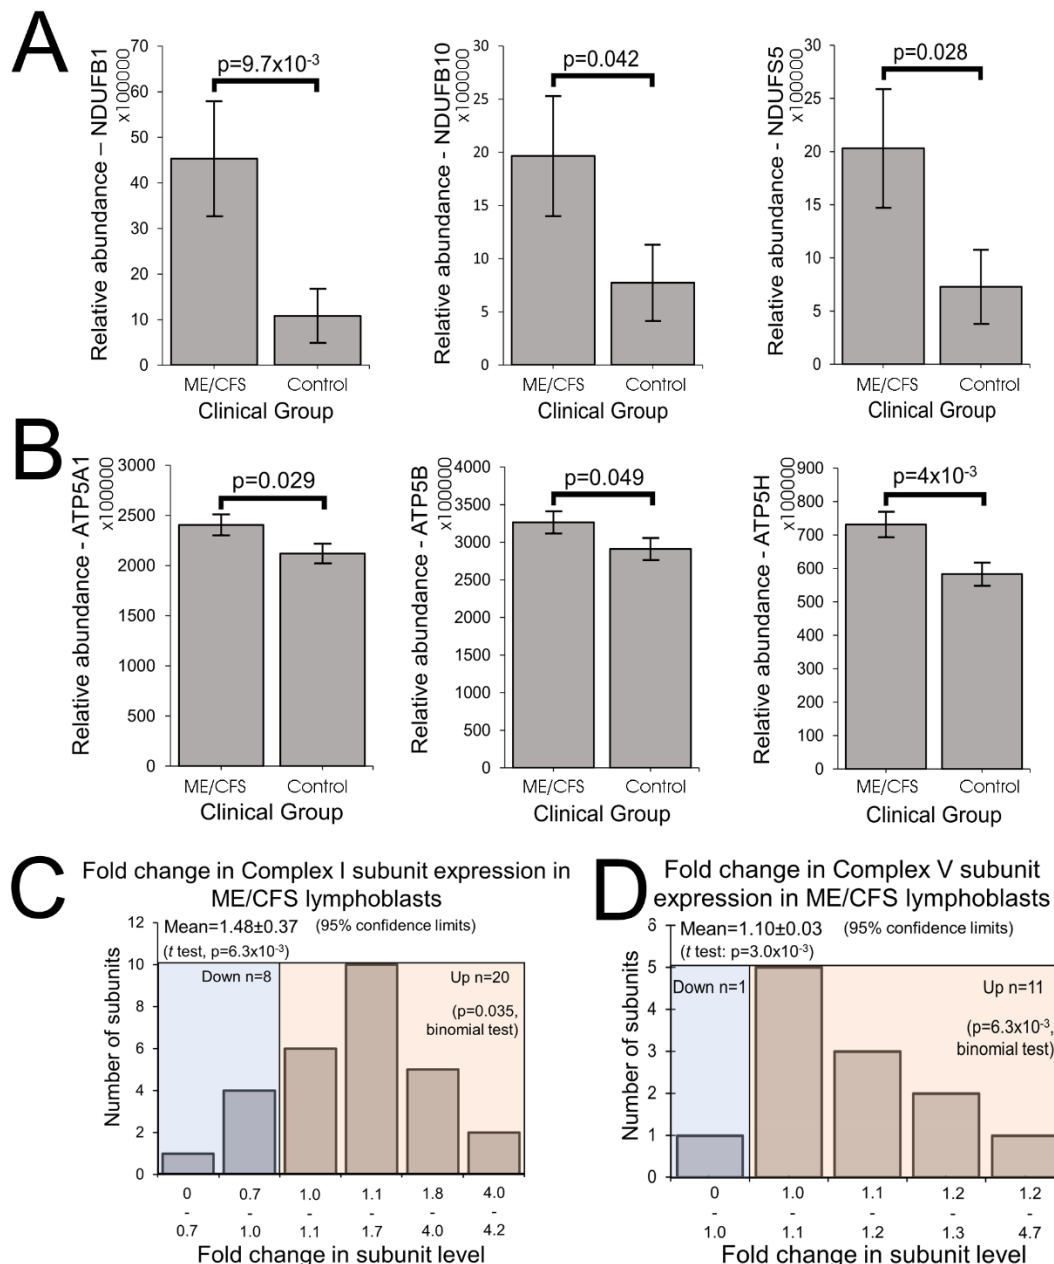 A
Relative abundance – NDUFB1
x100000
70
60
50
40
30
20
10
0
p=9.7x10-3
ME/CFS Control
Clinical Group
Relative abundance - NDUFB10
x100000
30
25
20
15
10
5
0
p=0.042
ME/CFS Control
Clinical Group
Relative abundance - NDUFS5
x100000
30
25
20
15
10
5
0
p=0.028
ME/CFS Control
Clinical Group
B
Relative abundance - ATP5A1
x100000
3000
2500
2000
1500
1000
500
0
p=0.029
ME/CFS Control
Clinical Group
Relative abundance - ATP5B
x100000
4000
3500
3000
2500
2000
1500
1000
500
0
p=0.049
ME/CFS Control
Clinical Group
Relative abundance - ATP5H
x100000
900
800
700
600
500
400
300
200
100
0
p=4x10-3
ME/CFS Control
Clinical Group
C
Fold change in Complex I subunit expression in
ME/CFS lymphoblasts
Mean=1.48±0.37 (95% confidence limits)
(t test, p=6.3x10-3)
Down n=8
Up n=20
(p=0.035,
binomial test)
Number of subunits
12
10
8
6
4
2
0
0 0.7 1.0 1.1 1.8 4.0
- - - - - -
0.7 1.0 1.1 1.7 4.0 4.2
Fold change in subunit level
D
Fold change in Complex V subunit
expression in ME/CFS lymphoblasts
Mean=1.10±0.03 (95% confidence limits)
(t test: p=3.0x10-3)
Down n=1
Up n=11
(p=6.3x10-3,
binomial test)
Number of subunits
6
5
4
3
2
1
0
0 1.0 1.1 1.2 1.2
- - - - -
1.0 1.1 1.2 1.3 4.7
Fold change in subunit level